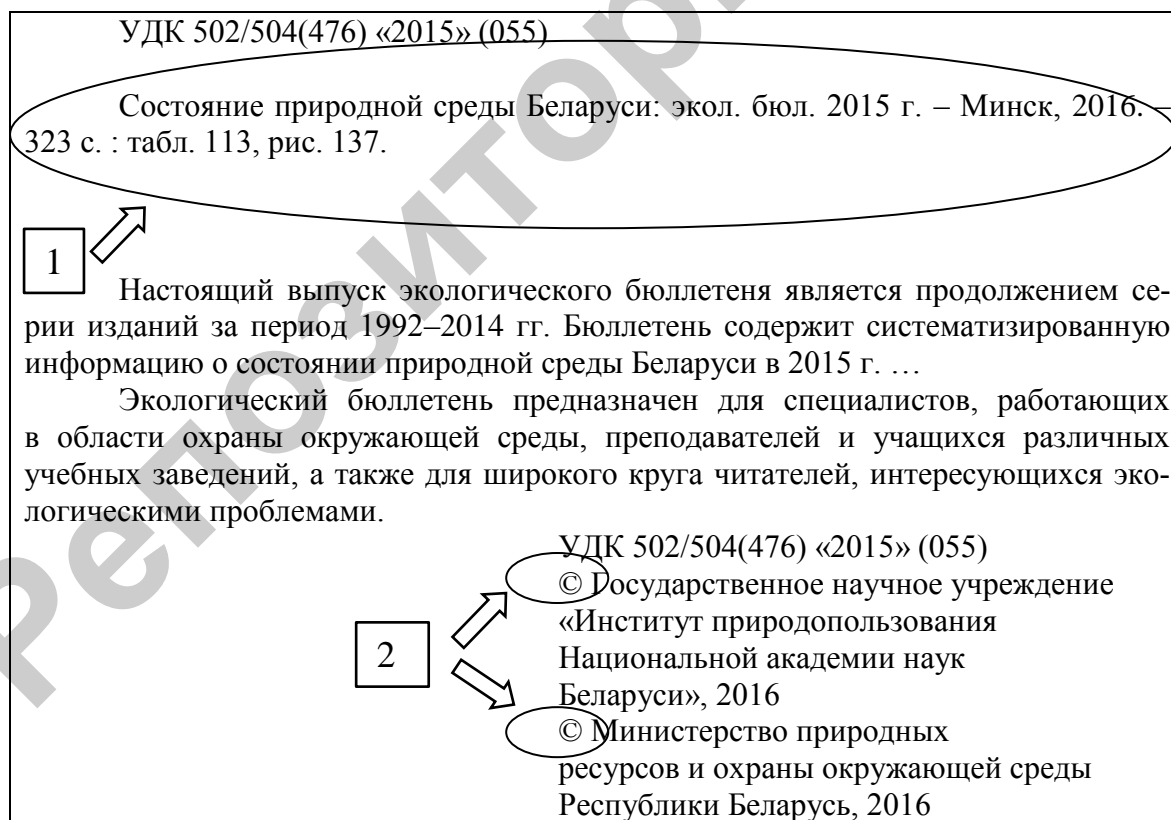 УДК 502/504(476) «2015» (055)
Состояние природной среды Беларуси: экол. бюл. 2015 г. – Минск, 2016. –
323 с. : табл. 113, рис. 137.
1
Настоящий выпуск экологического бюллетеня является продолжением се-
рии изданий за период 1992–2014 гг. Бюллетень содержит систематизированную
информацию о состоянии природной среды Беларуси в 2015 г. …
Экологический бюллетень предназначен для специалистов, работающих
в области охраны окружающей среды, преподавателей и учащихся различных
учебных заведений, а также для широкого круга читателей, интересующихся эко-
логическими проблемами.
УДК 502/504(476) «2015» (055)
© Государственное научное учреждение
«Институт природопользования
2
Национальной академии наук
Беларуси», 2016
© Министерство природных
ресурсов и охраны окружающей среды
Республики Беларусь, 2016
Репозитор